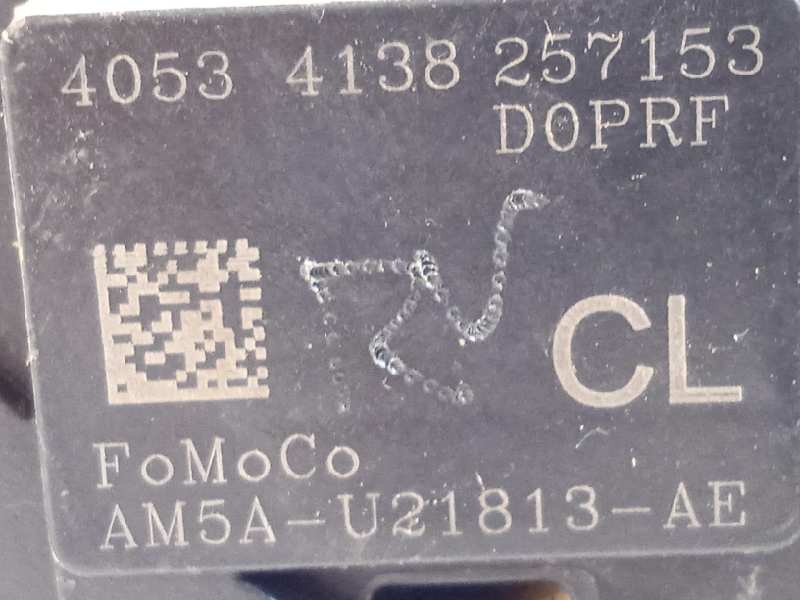 4053 4138 257153
D0PRF
CL
FoMoCo
AM5A-U21813-AE